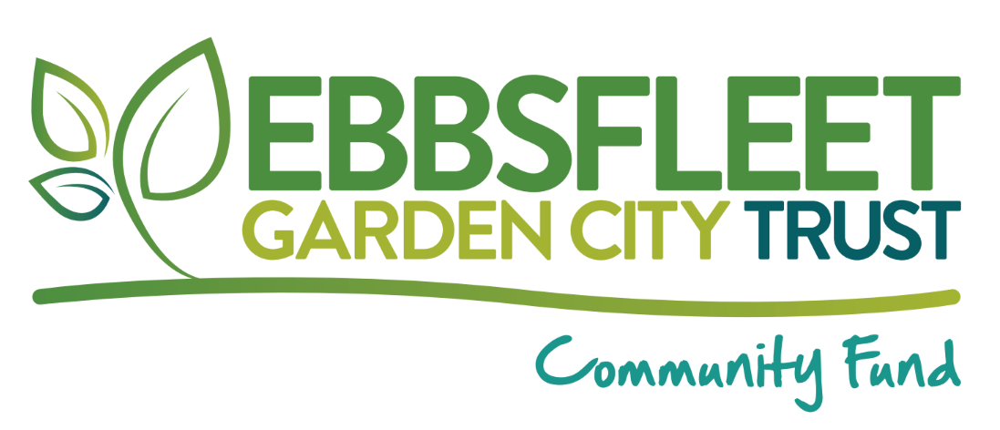 EBBSFLEET
GARDEN CITY TRUST
Community Fund